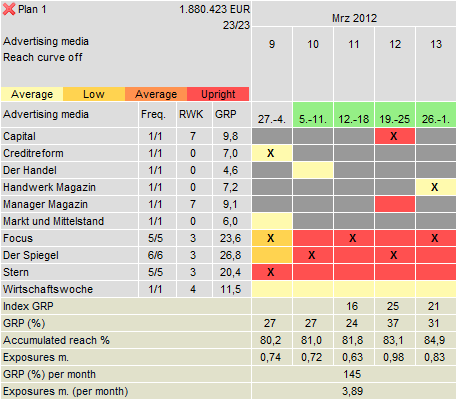 Plan 1 1.880.423 EUR Mrz 2012
23/23
Advertising media 9 10 11 12 13
Reach curve off
Average Low Average Upright
Advertising media Freq. RWK GRP 27.-4. 5.-11. 12.-18 19.-25 26.-1.
Capital 1/1 7 9,8 X
Creditreform 1/1 0 7,0 X
Der Handel 1/1 0 4,6
Handwerk Magazin 1/1 0 7,2 X
Manager Magazin 1/1 7 9,1
Markt und Mittelstand 1/1 0 6,0
Focus 5/5 3 23,6 X X X
Der Spiegel 6/6 3 26,8 X X
Stern 5/5 3 20,4 X
Wirtschaftswoche 1/1 4 11,5
Index GRP 16 25 21
GRP (%) 27 27 24 37 31
Accumulated reach % 80,2 81,0 81,8 83,1 84,9
Exposures m. 0,74 0,72 0,63 0,98 0,83
GRP (%) per month 145
Exposures m. (per month) 3,89